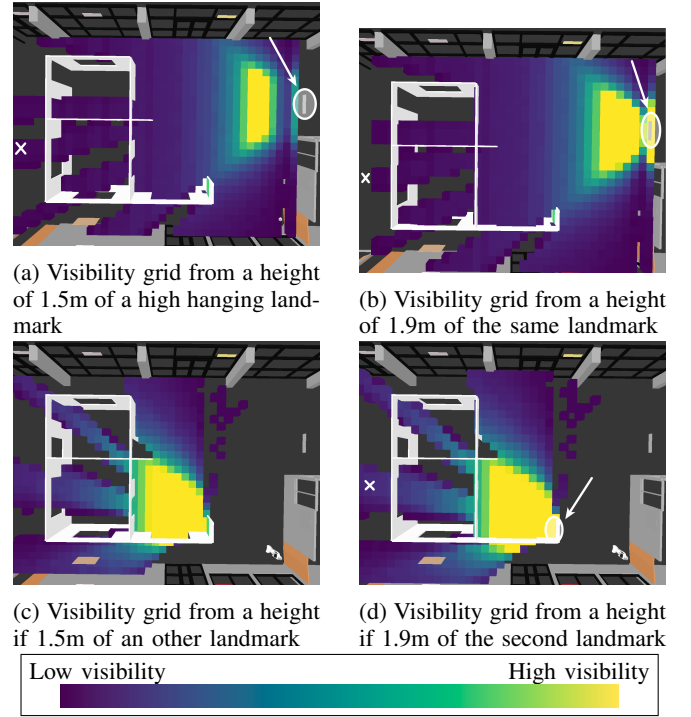 (a) Visibility grid from a height
of 1.5m of a high hanging land-
mark
(b) Visibility grid from a height
of 1.9m of the same landmark
(c) Visibility grid from a height
if 1.5m of an other landmark
(d) Visibility grid from a height
if 1.9m of the second landmark
Low visibility
High visibility